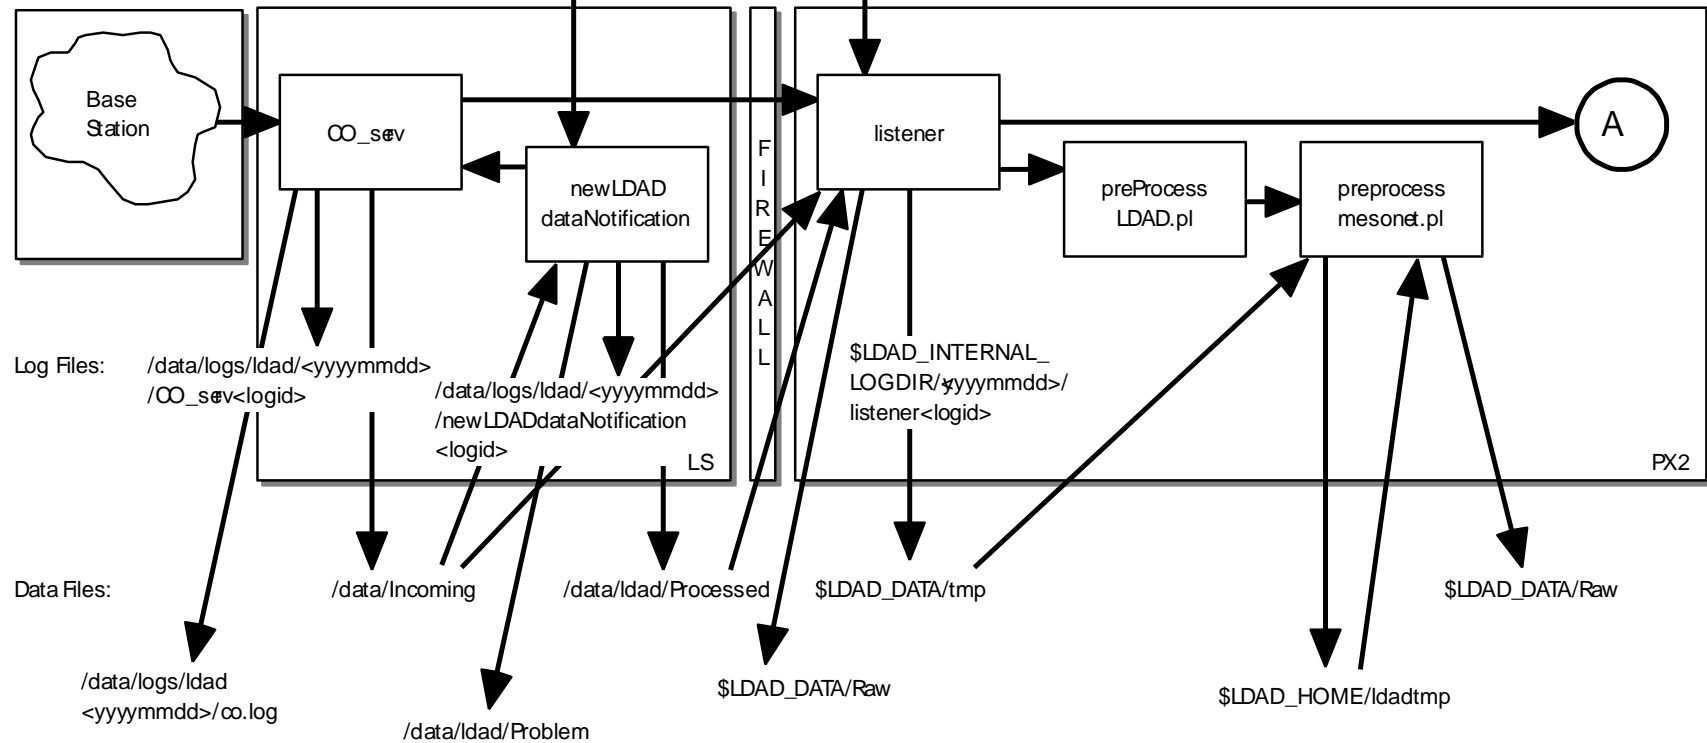 Base
Station
CO_serv
newLDAD
dataNotification
F
I
R
E
W
A
L
L
listener
preProcess
LDAD.pl
preprocess
mesonet.pl
A
Log Files:
/data/logs/ldad/<yyyymmdd>
/CO_serv<logid>
/data/logs/ldad/<yyyymmdd>
/newLDADdataNotification
<logid>
LS
$LDAD_INTERNAL_
LOGDIR/<yyyymmdd>/
listener<logid>
PX2
Data Files:
/data/Incoming
/data/ldad/Processed
$LDAD_DATA/tmp
$LDAD_DATA/Raw
/data/logs/ldad
<yyyymmdd>/co.log
/data/ldad/Problem
$LDAD_DATA/Raw
$LDAD_HOME/ldadtmp